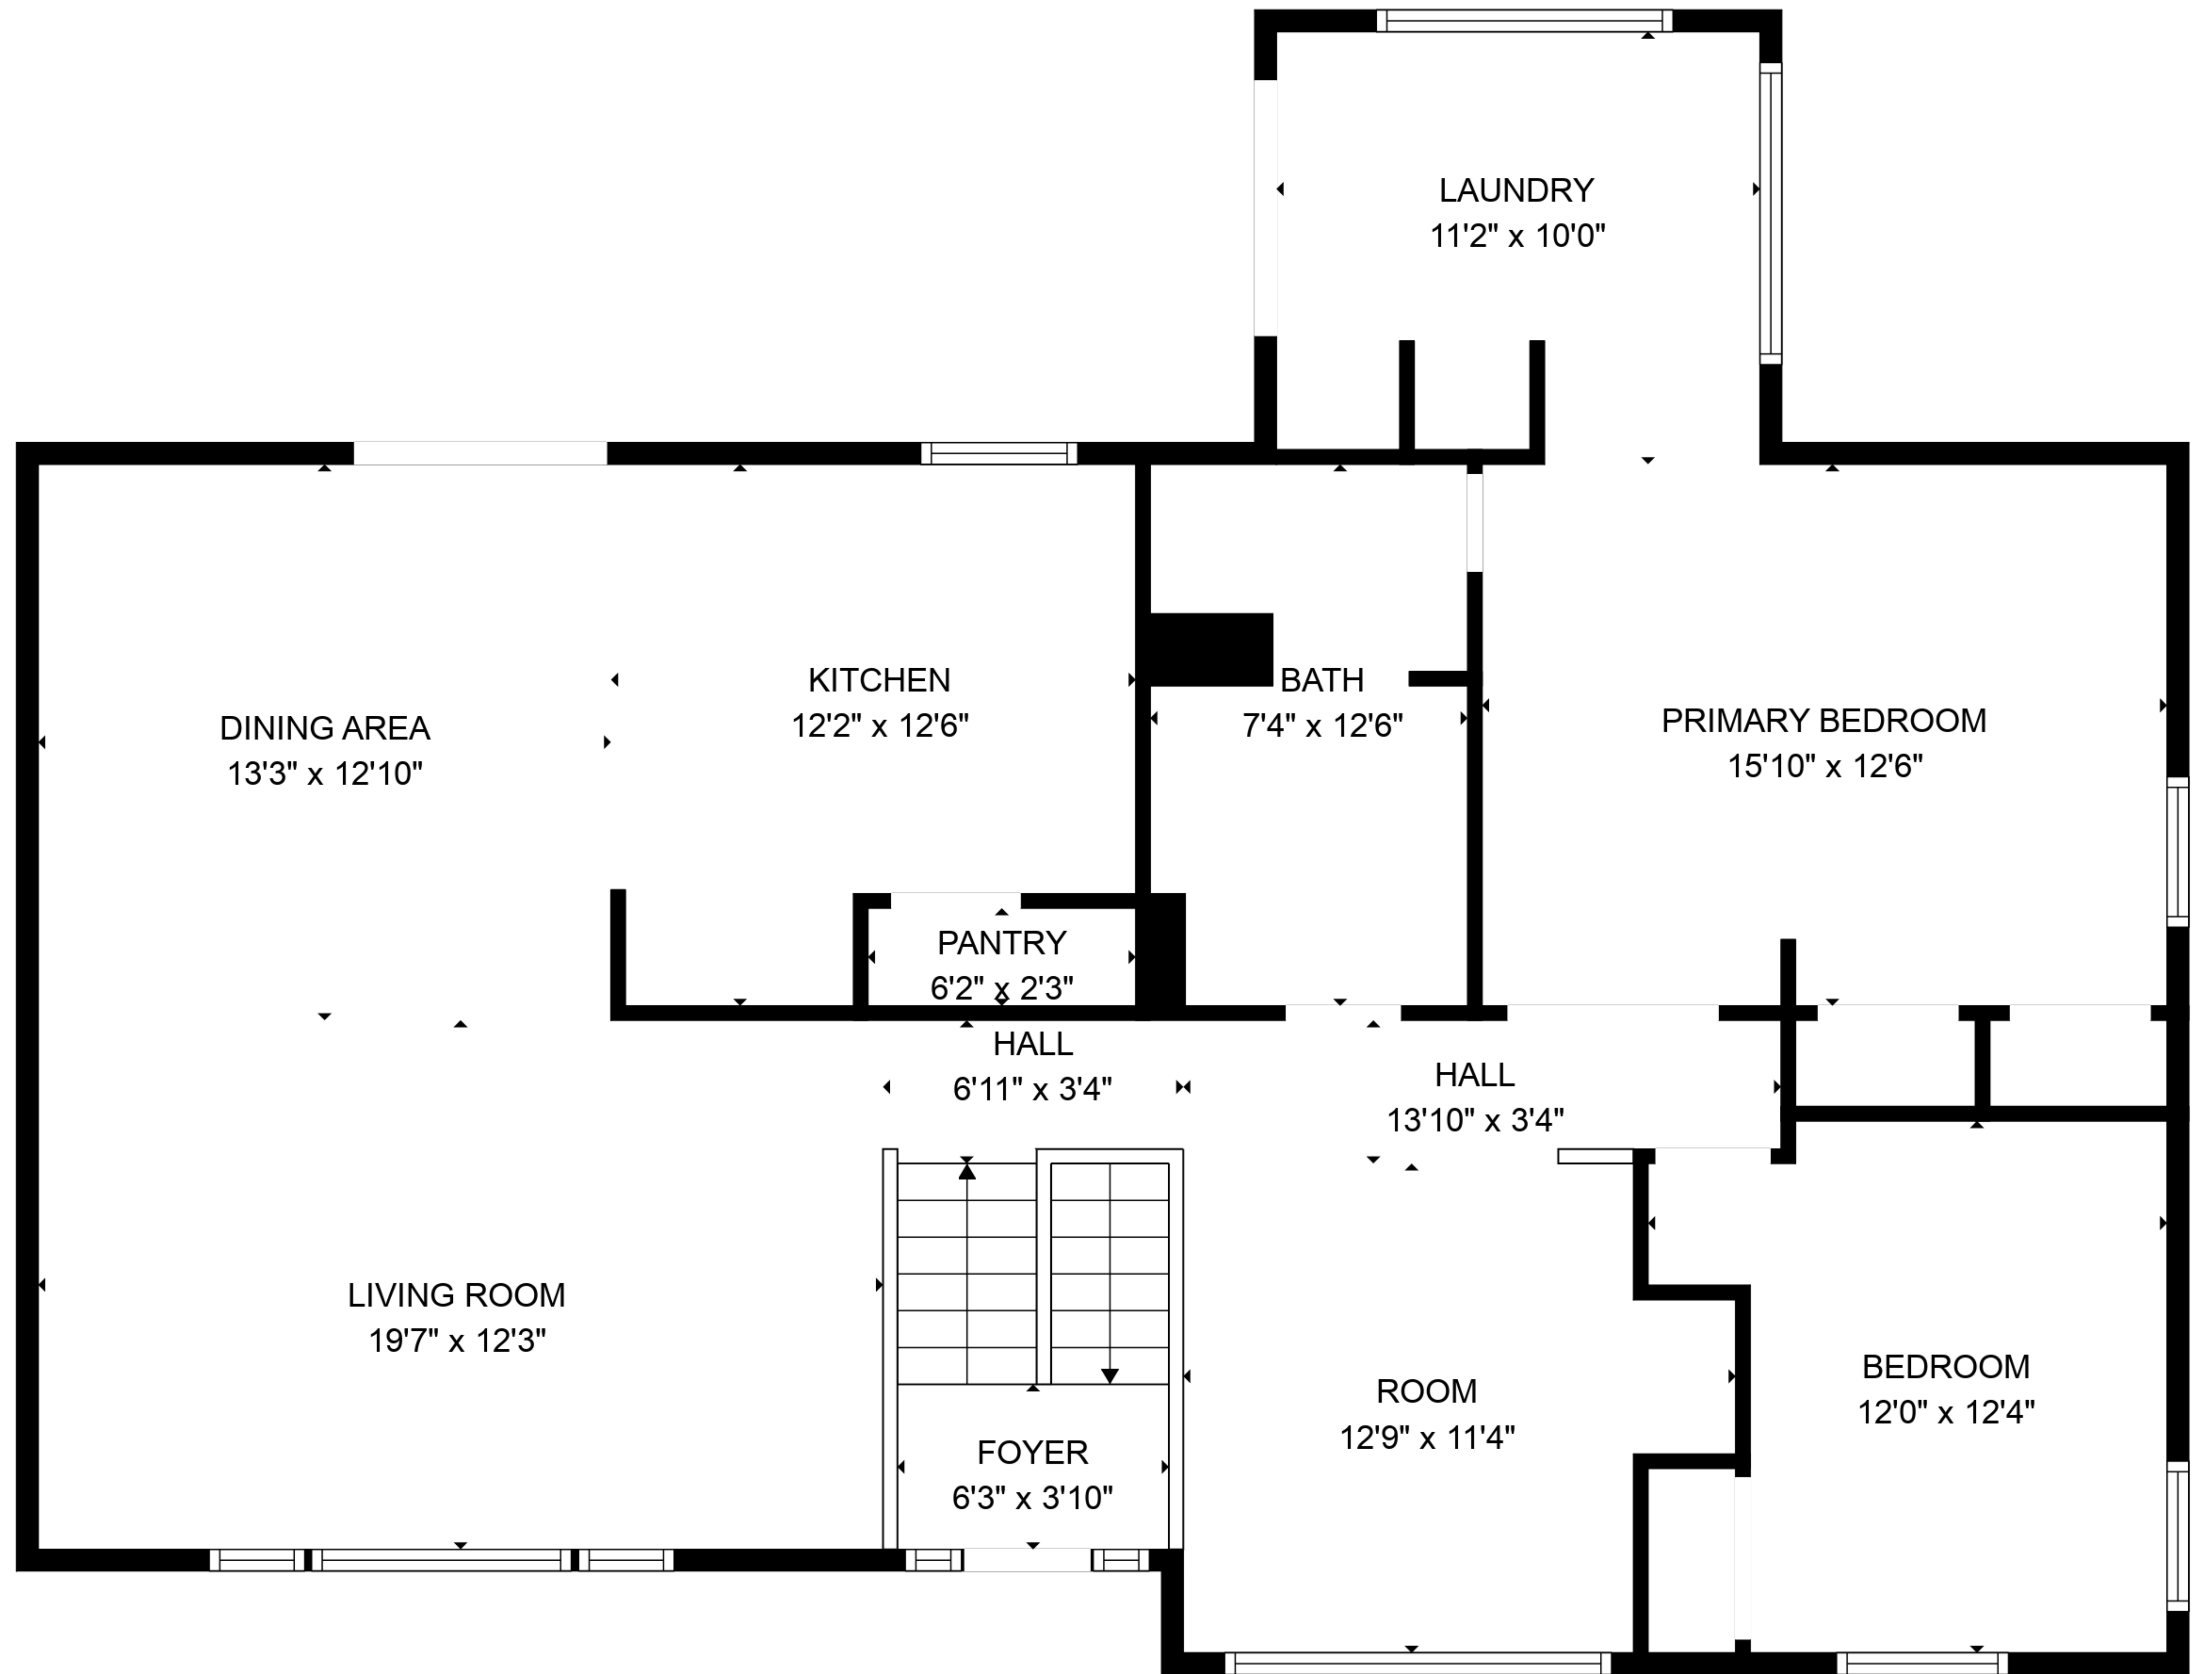 LAUNDRY
11'2" x 10'0"
KITCHEN
12'2" x 12'6"
BATH
7'4" x 12'6"
DINING AREA
13'3" x 12'10"
PRIMARY BEDROOM
15'10" x 12'6"
PANTRY
6'2" x 2'3"
HALL
6'11" x 3'4"
HALL
13'10" x 3'4"
LIVING ROOM
19'7" x 12'3"
BEDROOM
12'0" x 12'4"
ROOM
12'9" x 11'4"
FOYER
6'3" x 3'10"